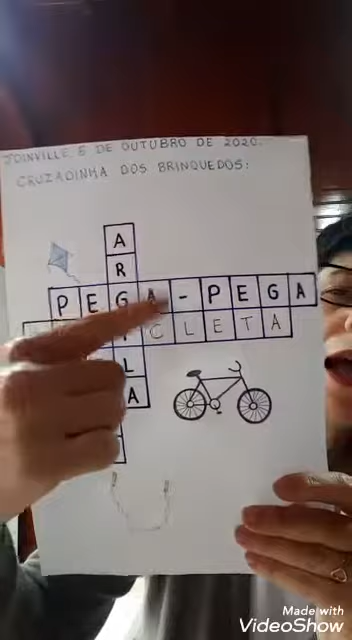 JOINVILLE, 5 DE OUTUBRO DE 2020.
CRUZADINHA DOS BRINQUEDOS:
A
R
PEGA-PEGA
CLETA
L
A
Made with
VideoShow